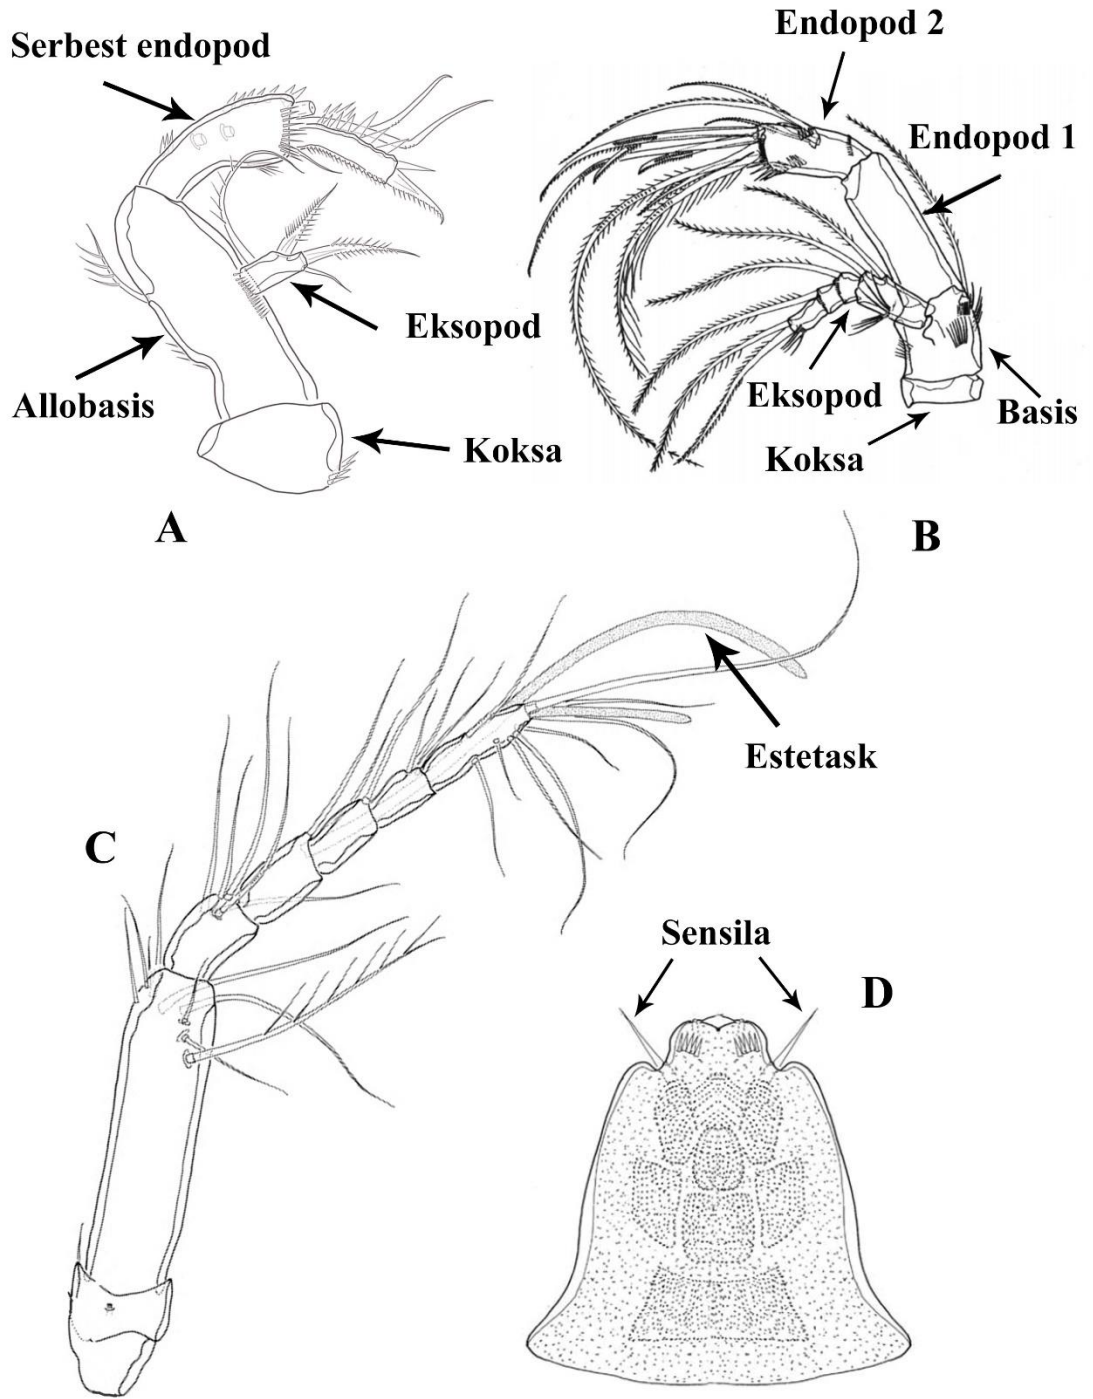 Serbest endopod
Endopod 2
Endopod 1
Eksopod
Allobasis
Koksa
Eksopod
Basis
Koksa
A
B
Estetask
C
Sensila
D